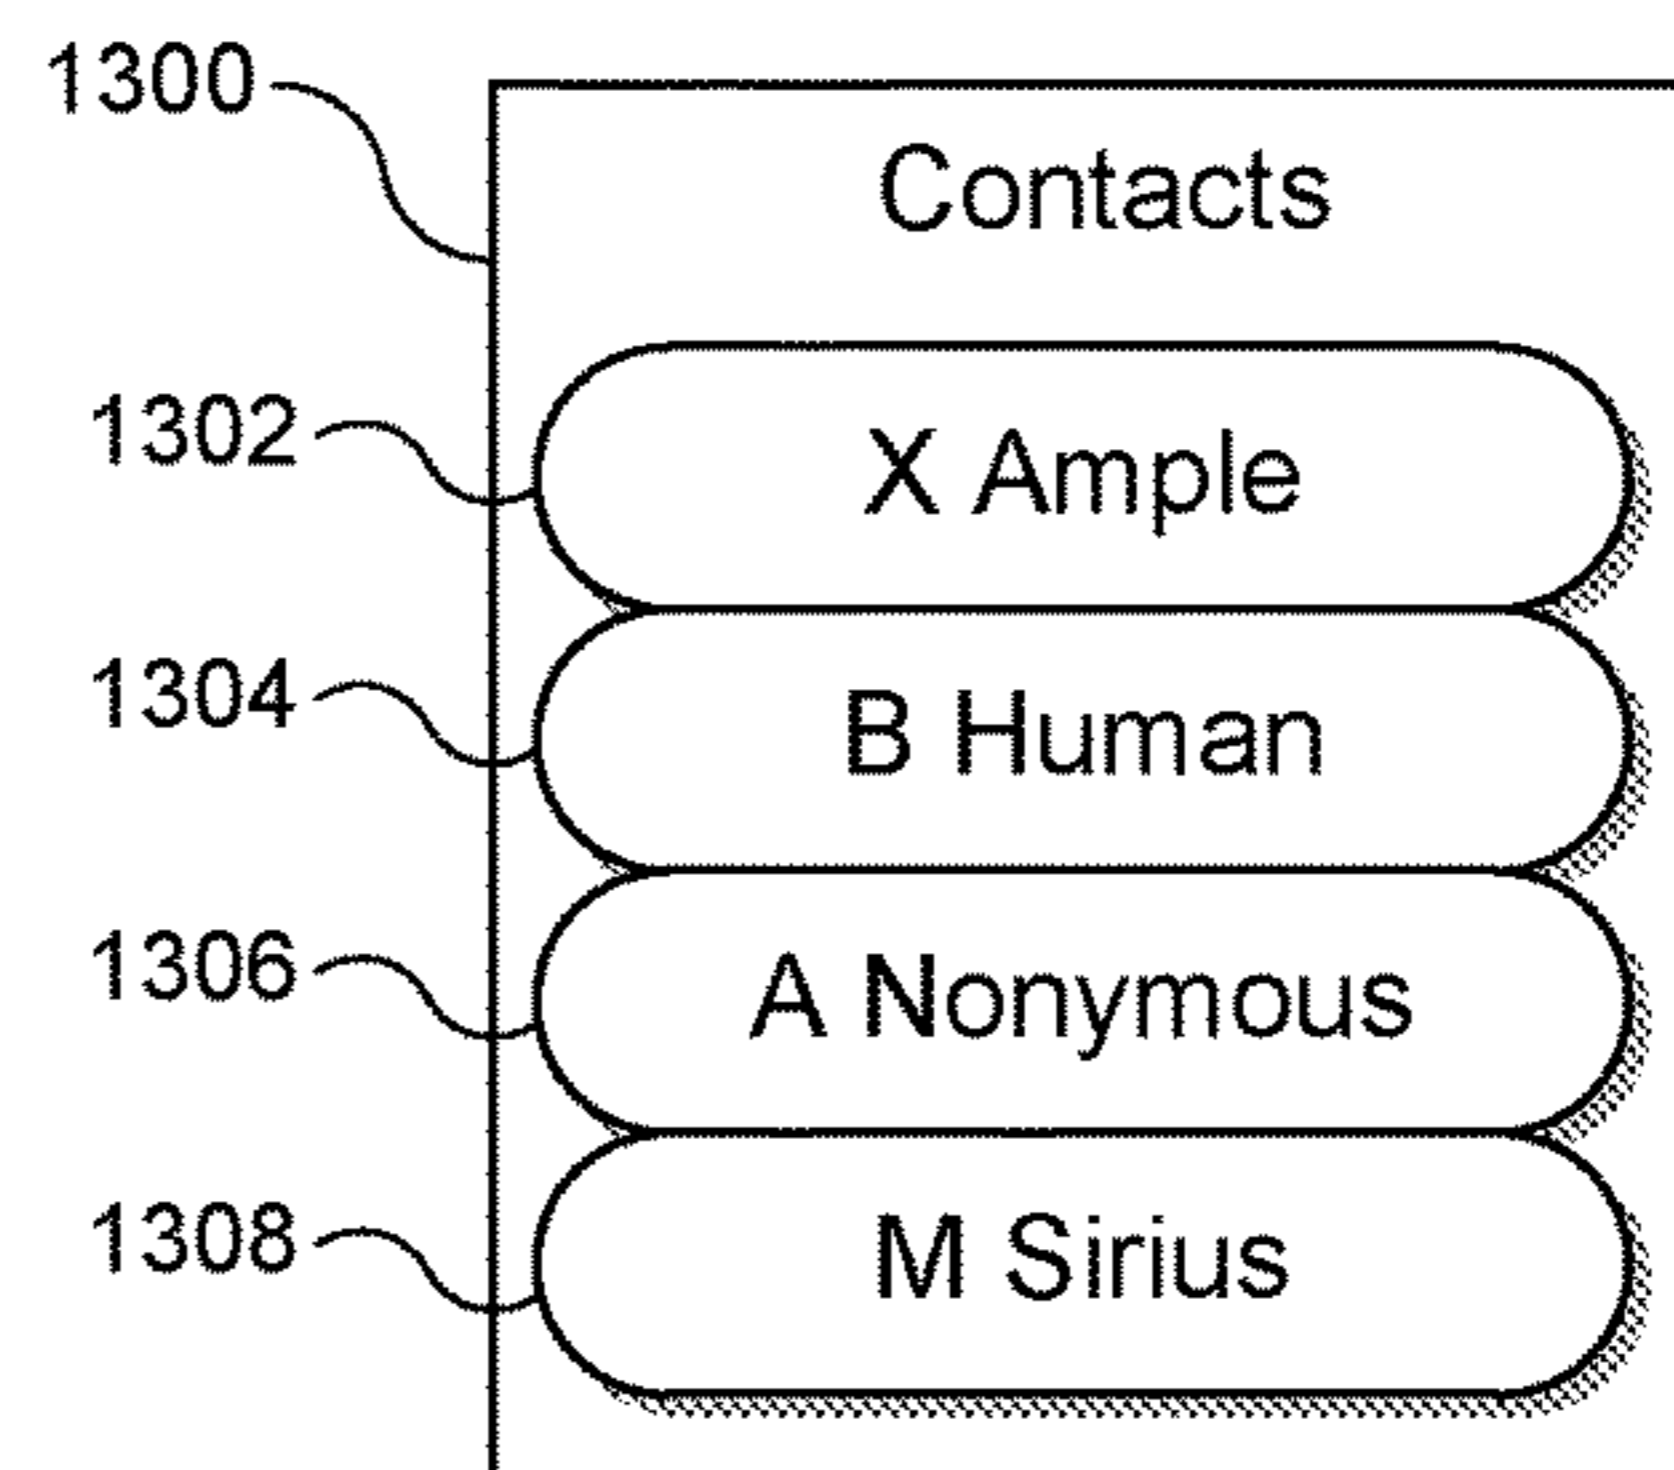 1300
Contacts
1302
X Ample
1304
B Human
1306
A Nonymous
1308
M Sirius